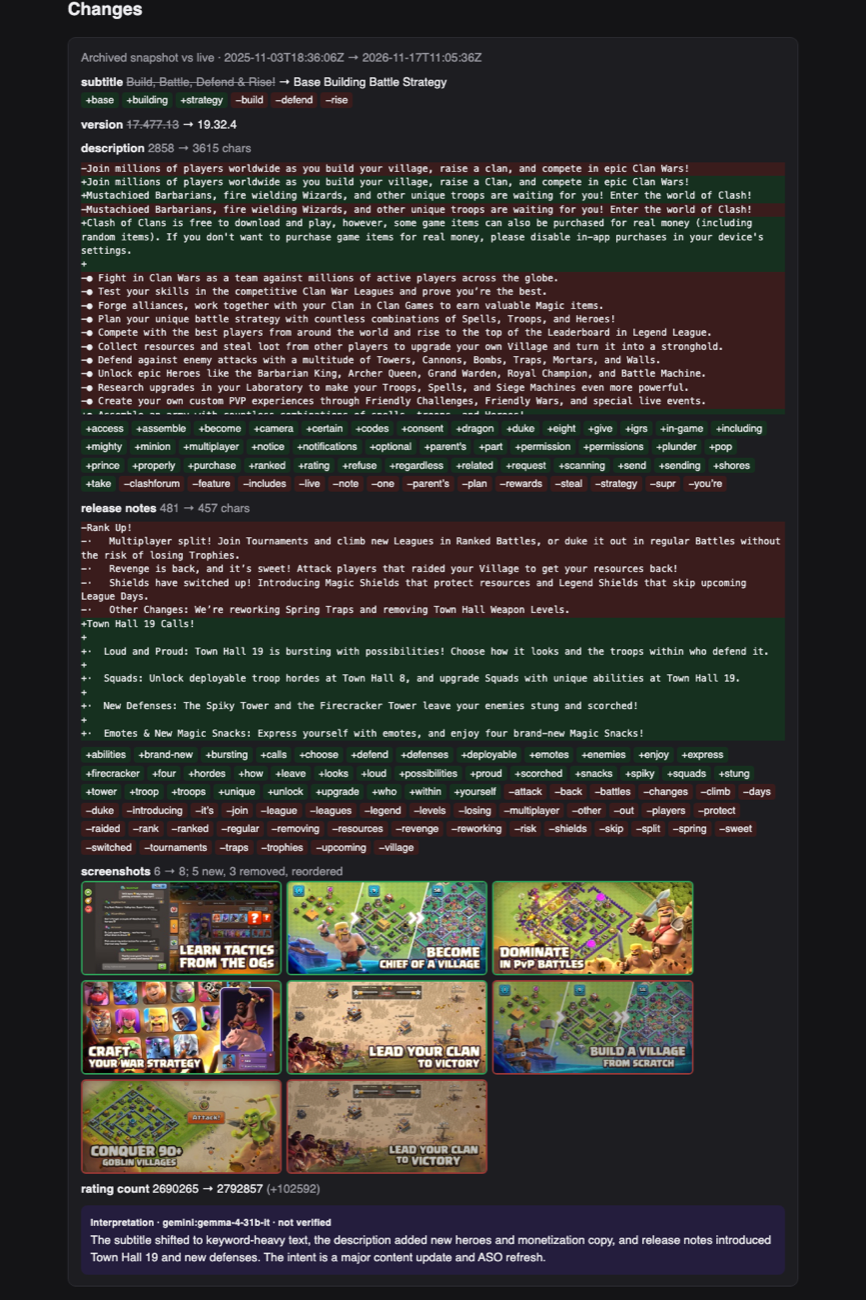 Changes
Archived snapshot vs live · 2025-11-03T18:36:06Z → 2026-11-17T11:05:36Z
subtitle Build, Battle, Defend & Rise! → Base Building Battle Strategy
+base +building +strategy −build −defend −rise
version 17.477.13 → 19.32.4
description 2858 → 3615 chars
−Join millions of players worldwide as you build your village, raise a clan, and compete in epic Clan Wars!
+Join millions of players worldwide as you build your village, raise a Clan, and compete in epic Clan Wars!
+Mustachioed Barbarians, fire wielding Wizards, and other unique troops are waiting for you! Enter the world of Clash!
−Mustachioed Barbarians, fire wielding Wizards, and other unique troops are waiting for you! Enter the world of Clash!
+Clash of Clans is free to download and play, however, some game items can also be purchased for real money (including
random items). If you don't want to purchase game items for real money, please disable in-app purchases in your device's
settings.
+
−● Fight in Clan Wars as a team against millions of active players across the globe.
−● Test your skills in the competitive Clan War Leagues and prove you’re the best.
−● Forge alliances, work together with your Clan in Clan Games to earn valuable Magic items.
−● Plan your unique battle strategy with countless combinations of Spells, Troops, and Heroes!
−● Compete with the best players from around the world and rise to the top of the Leaderboard in Legend League.
−● Collect resources and steal loot from other players to upgrade your own Village and turn it into a stronghold.
−● Defend against enemy attacks with a multitude of Towers, Cannons, Bombs, Traps, Mortars, and Walls.
−● Unlock epic Heroes like the Barbarian King, Archer Queen, Grand Warden, Royal Champion, and Battle Machine.
−● Research upgrades in your Laboratory to make your Troops, Spells, and Siege Machines even more powerful.
−● Create your own custom PVP experiences through Friendly Challenges, Friendly Wars, and special live events.
+access +assemble +become +camera +certain +codes +consent +dragon +duke +eight +give +igrs +in-game +including
+mighty +minion +multiplayer +notice +notifications +optional +parent's +part +permission +permissions +plunder +pop
+prince +properly +purchase +ranked +rating +refuse +regardless +related +request +scanning +send +sending +shores
+take −clashforum −feature −includes −live −note −one −parent’s −plan −rewards −steal −strategy −supr −you’re
release notes 481 → 457 chars
−Rank Up!
−·   Multiplayer split! Join Tournaments and climb new Leagues in Ranked Battles, or duke it out in regular Battles without
the risk of losing Trophies.
−·   Revenge is back, and it’s sweet! Attack players that raided your Village to get your resources back!
−·   Shields have switched up! Introducing Magic Shields that protect resources and Legend Shields that skip upcoming
League Days.
−·   Other Changes: We’re reworking Spring Traps and removing Town Hall Weapon Levels.
+Town Hall 19 Calls!
+
+·  Loud and Proud: Town Hall 19 is bursting with possibilities! Choose how it looks and the troops within who defend it.
+
+·  Squads: Unlock deployable troop hordes at Town Hall 8, and upgrade Squads with unique abilities at Town Hall 19.
+
+·  New Defenses: The Spiky Tower and the Firecracker Tower leave your enemies stung and scorched!
+
+·  Emotes & New Magic Snacks: Express yourself with emotes, and enjoy four brand-new Magic Snacks!
+abilities +brand-new +bursting +calls +choose +defend +defenses +deployable +emotes +enemies +enjoy +express
+firecracker +four +hordes +how +leave +looks +loud +possibilities +proud +scorched +snacks +spiky +squads +stung
+tower +troop +troops +unique +unlock +upgrade +who +within +yourself −attack −back −battles −changes −climb −days
−duke −introducing −it’s −join −league −leagues −legend −levels −losing −multiplayer −other −out −players −protect
−raided −rank −ranked −regular −removing −resources −revenge −reworking −risk −shields −skip −split −spring −sweet
−switched −tournaments −traps −trophies −upcoming −village
screenshots 6 → 8; 5 new, 3 removed, reordered
LEARN TACTICS
FROM THE OGs
BECOME
CHIEF OF A VILLAGE
DOMINATE
IN PvP BATTLES
CRAFT
YOUR WAR STRATEGY
LEAD YOUR CLAN
TO VICTORY
BUILD A VILLAGE
FROM SCRATCH
Attack!
CONQUER 90+
GOBLIN VILLAGES
LEAD YOUR CLAN
TO VICTORY
rating count 2690265 → 2792857 (+102592)
Interpretation · gemini:gemma-4-31b-it · not verified
The subtitle shifted to keyword-heavy text, the description added new heroes and monetization copy, and release notes introduced
Town Hall 19 and new defenses. The intent is a major content update and ASO refresh.